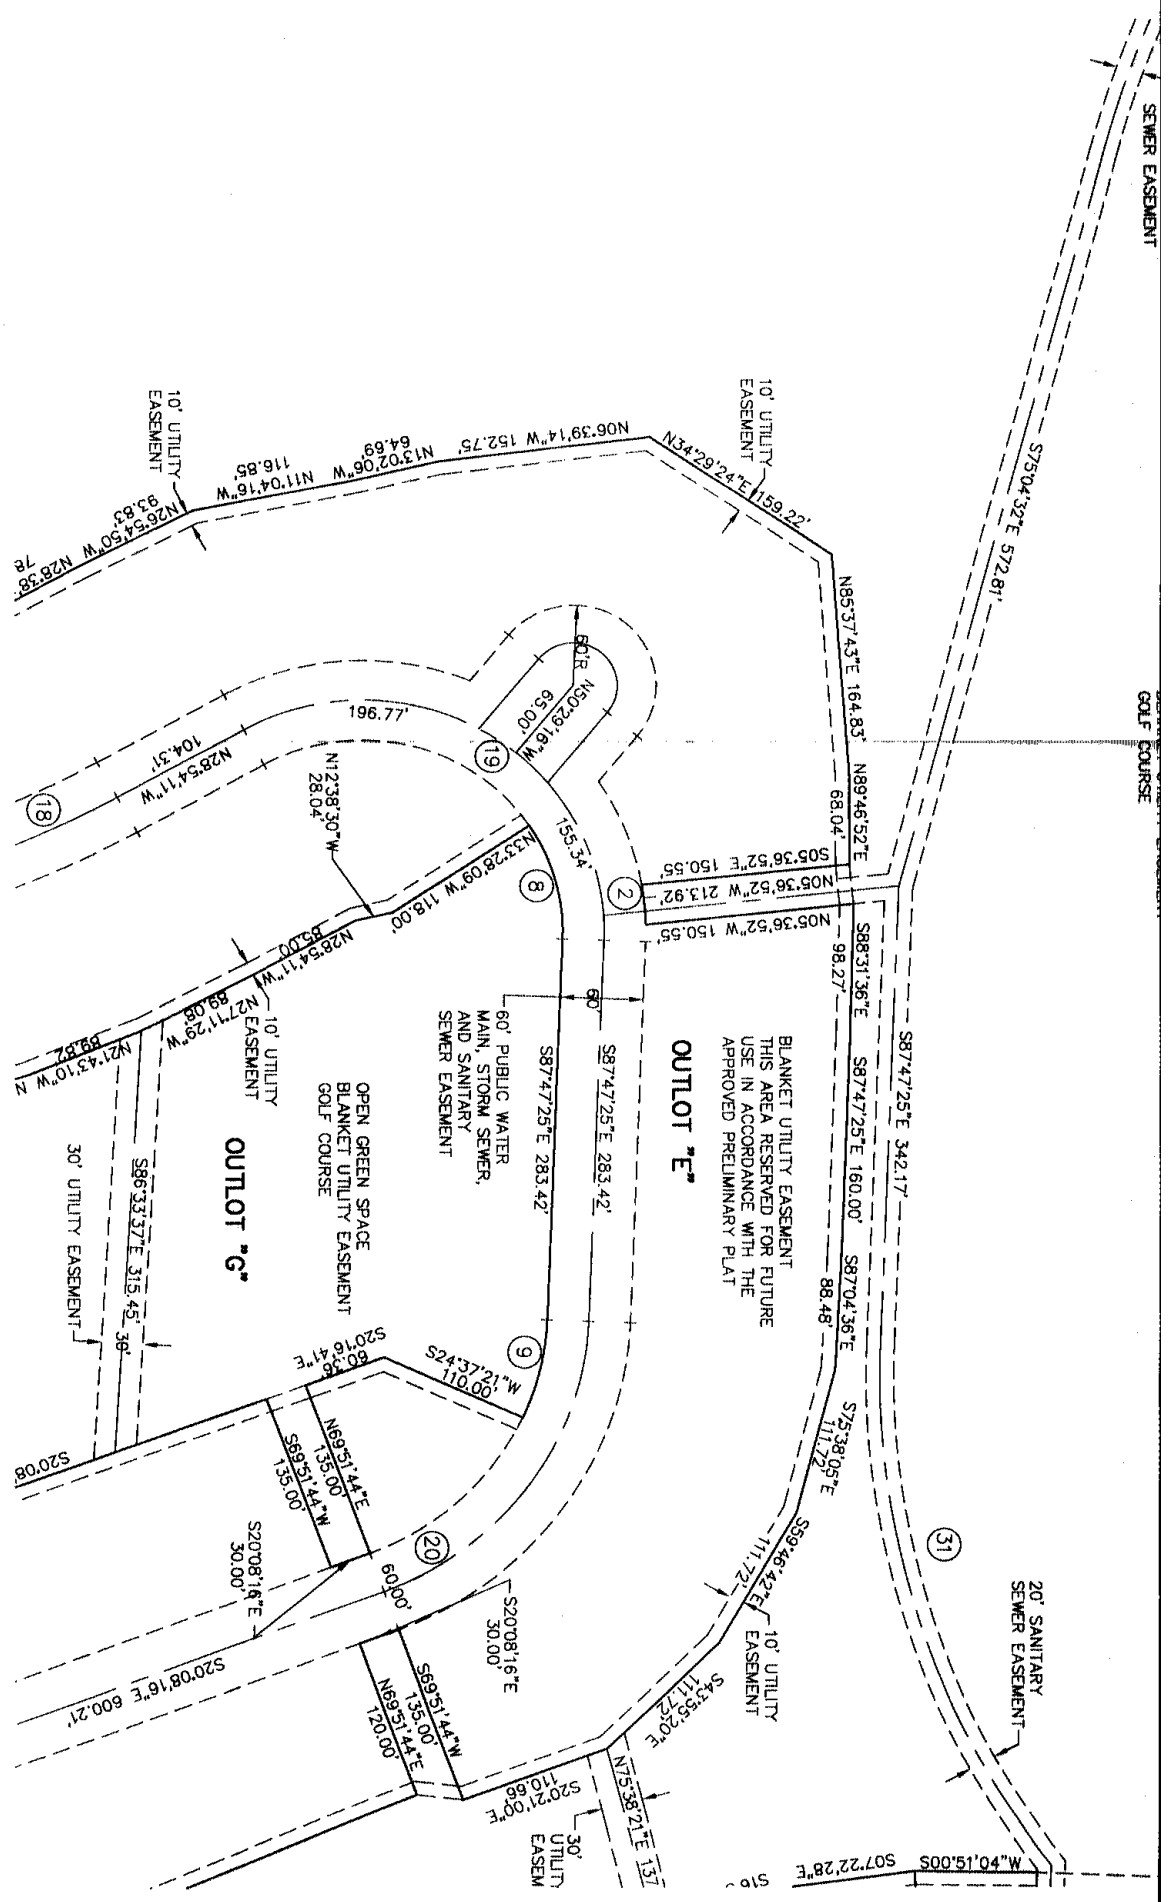 SEWER EASEMENT
GOLF COURSE
S75°04'32"E 572.81'
10' UTILITY
EASEMENT
10' UTILITY
EASEMENT
N34°29'24"E 159.22'
N06°39'14"W 152.75'
N13°02'06"W
64.69'
N11°04'16"W
116.85'
N26°54'50"W
93.83'
N28°38'
78
N85°37'43"E 164.83'
N89°46'52"E
68.04'
S05°36'52"E 150.55'
N05°36'52"W 213.92'
N05°36'52"W 150.55'
S88°31'36"E
98.27'
S87°47'25"E 160.00'
S87°47'25"E 342.17'
S87°04'36"E
88.48'
S75°38'05"E
111.72'
S59°46'42"E
111.72'
S43°55'20"E
111.72'
10' UTILITY
EASEMENT
31
20' SANITARY
SEWER EASEMENT
60'R
N50°29'16"W
65.00'
196.77'
19
155.34'
2
8
N28°54'11"W
104.31'
18
N12°38'30"W
28.04'
N33°28'09"W 118.00'
N28°54'11"W
85.00'
N27°11'29"W
89.08'
N21°43'10"W
89.82'
N
10' UTILITY
EASEMENT
BLANKET UTILITY EASEMENT
THIS AREA RESERVED FOR FUTURE
USE IN ACCORDANCE WITH THE
APPROVED PRELIMINARY PLAT
OUTLOT "E"
60'
S87°47'25"E 283.42'
S87°47'25"E 283.42'
60' PUBLIC WATER
MAIN, STORM SEWER,
AND SANITARY
SEWER EASEMENT
OPEN GREEN SPACE
BLANKET UTILITY EASEMENT
GOLF COURSE
OUTLOT "G"
S86°33'37"E 315.45'
30'
30' UTILITY EASEMENT
9
S24°37'21"W
110.00'
S20°16'41"E
60.36'
N69°51'44"E
135.00'
S69°51'44"W
135.00'
S20°08'
20
60.00'
S20°08'16"E
30.00'
S20°08'16"E
30.00'
S20°08'16"E 600.21'
S69°51'44"W
135.00'
N69°51'44"E
120.00'
S20°21'00"E
110.66'
N75°38'21"E 137
30'
UTILITY
EASEM
S07°22'28"E
S00°51'04"W
S16